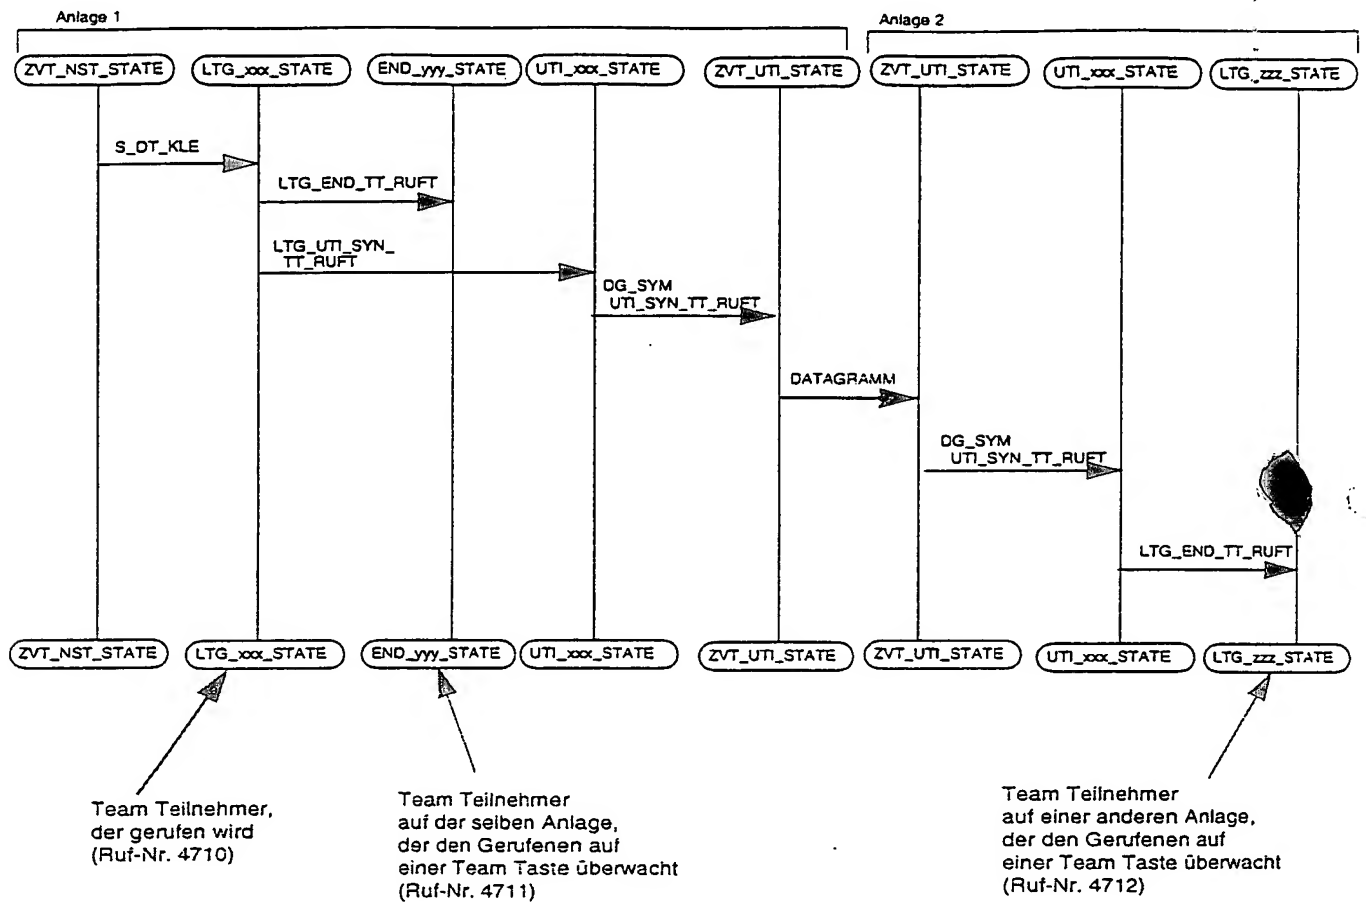 Anlage 1
Anlage 2
ZVT_NST_STATE
LTG_xxx_STATE
END_yyy_STATE
UTI_xxx_STATE
ZVT_UTI_STATE
ZVT_UTI_STATE
UTI_xxx_STATE
LTG_zzz_STATE
S_DT_KLE
LTG_END_TT_RUFT
LTG_UTI_SYN_
TT_RUFT
DG_SYM
UTI_SYN_TT_RUFT
DATAGRAMM
DG_SYM
UTI_SYN_TT_RUFT
LTG_END_TT_RUFT
ZVT_NST_STATE
LTG_xxx_STATE
END_yyy_STATE
UTI_xxx_STATE
ZVT_UTI_STATE
ZVT_UTI_STATE
UTI_xxx_STATE
LTG_zzz_STATE
Team Teilnehmer,
der gerufen wird
(Ruf-Nr. 4710)
Team Teilnehmer
auf der selben Anlage,
der den Gerufenen auf
einer Team Taste überwacht
(Ruf-Nr. 4711)
Team Teilnehmer
auf einer anderen Anlage,
der den Gerufenen auf
einer Team Taste überwacht
(Ruf-Nr. 4712)